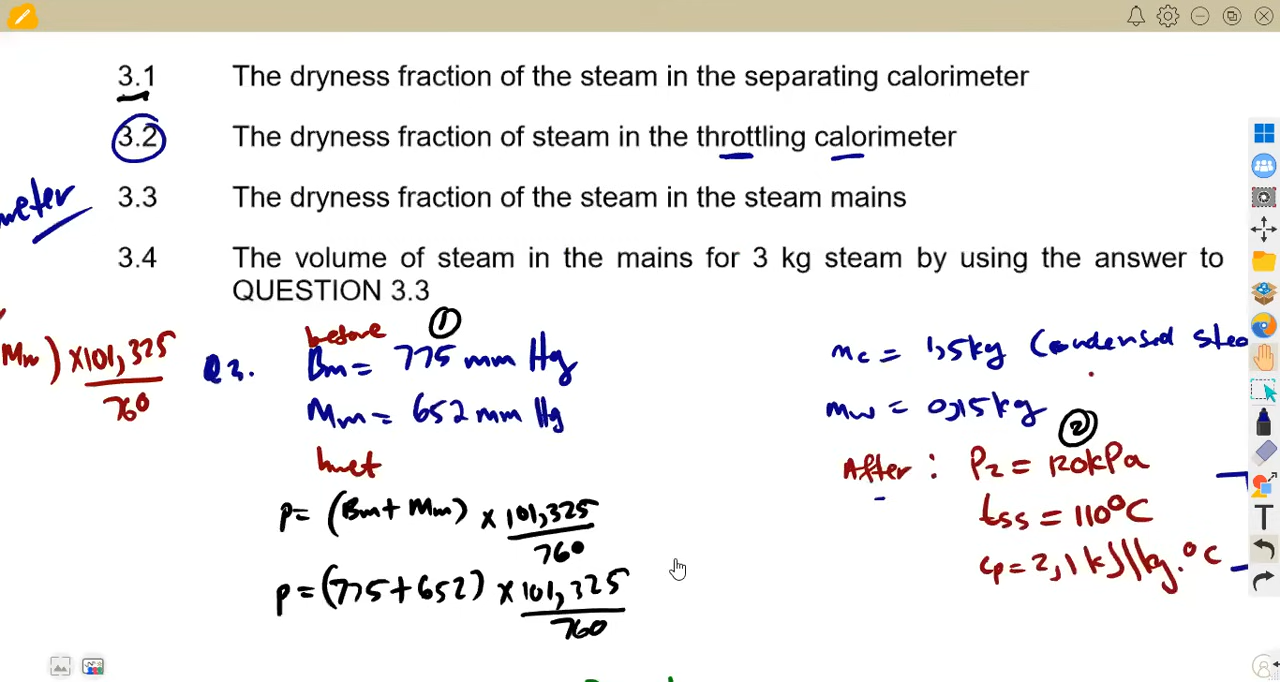 3.1 The dryness fraction of the steam in the separating calorimeter
3.2 The dryness fraction of steam in the throttling calorimeter
meter
3.3 The dryness fraction of the steam in the steam mains
3.4 The volume of steam in the mains for 3 kg steam by using the answer to
QUESTION 3.3
Mm) × 101,325
760
Q3.
before ①
Bm = 775 mm Hg
Mm = 652 mm Hg
p = (Bm + Mm) × 101,325
760
p = (775 + 652) × 101,325
760
mc = 1,5kg (condensed stea
mw = 0,15kg
②
After : P2 = 120kPa
tss = 110°C
cp = 2,1 kJ/kg.°C
T